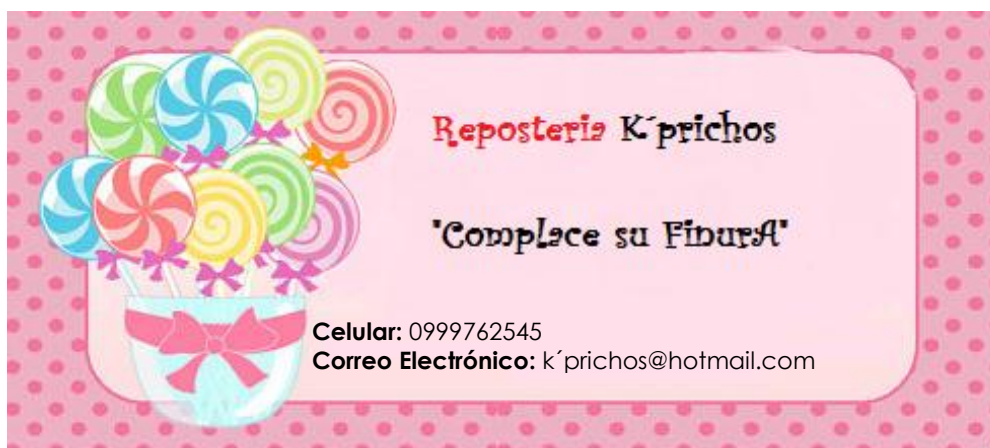 Reposteria K´prichos
"Complace su FinurA"
Celular: 0999762545
Correo Electrónico: k´prichos@hotmail.com